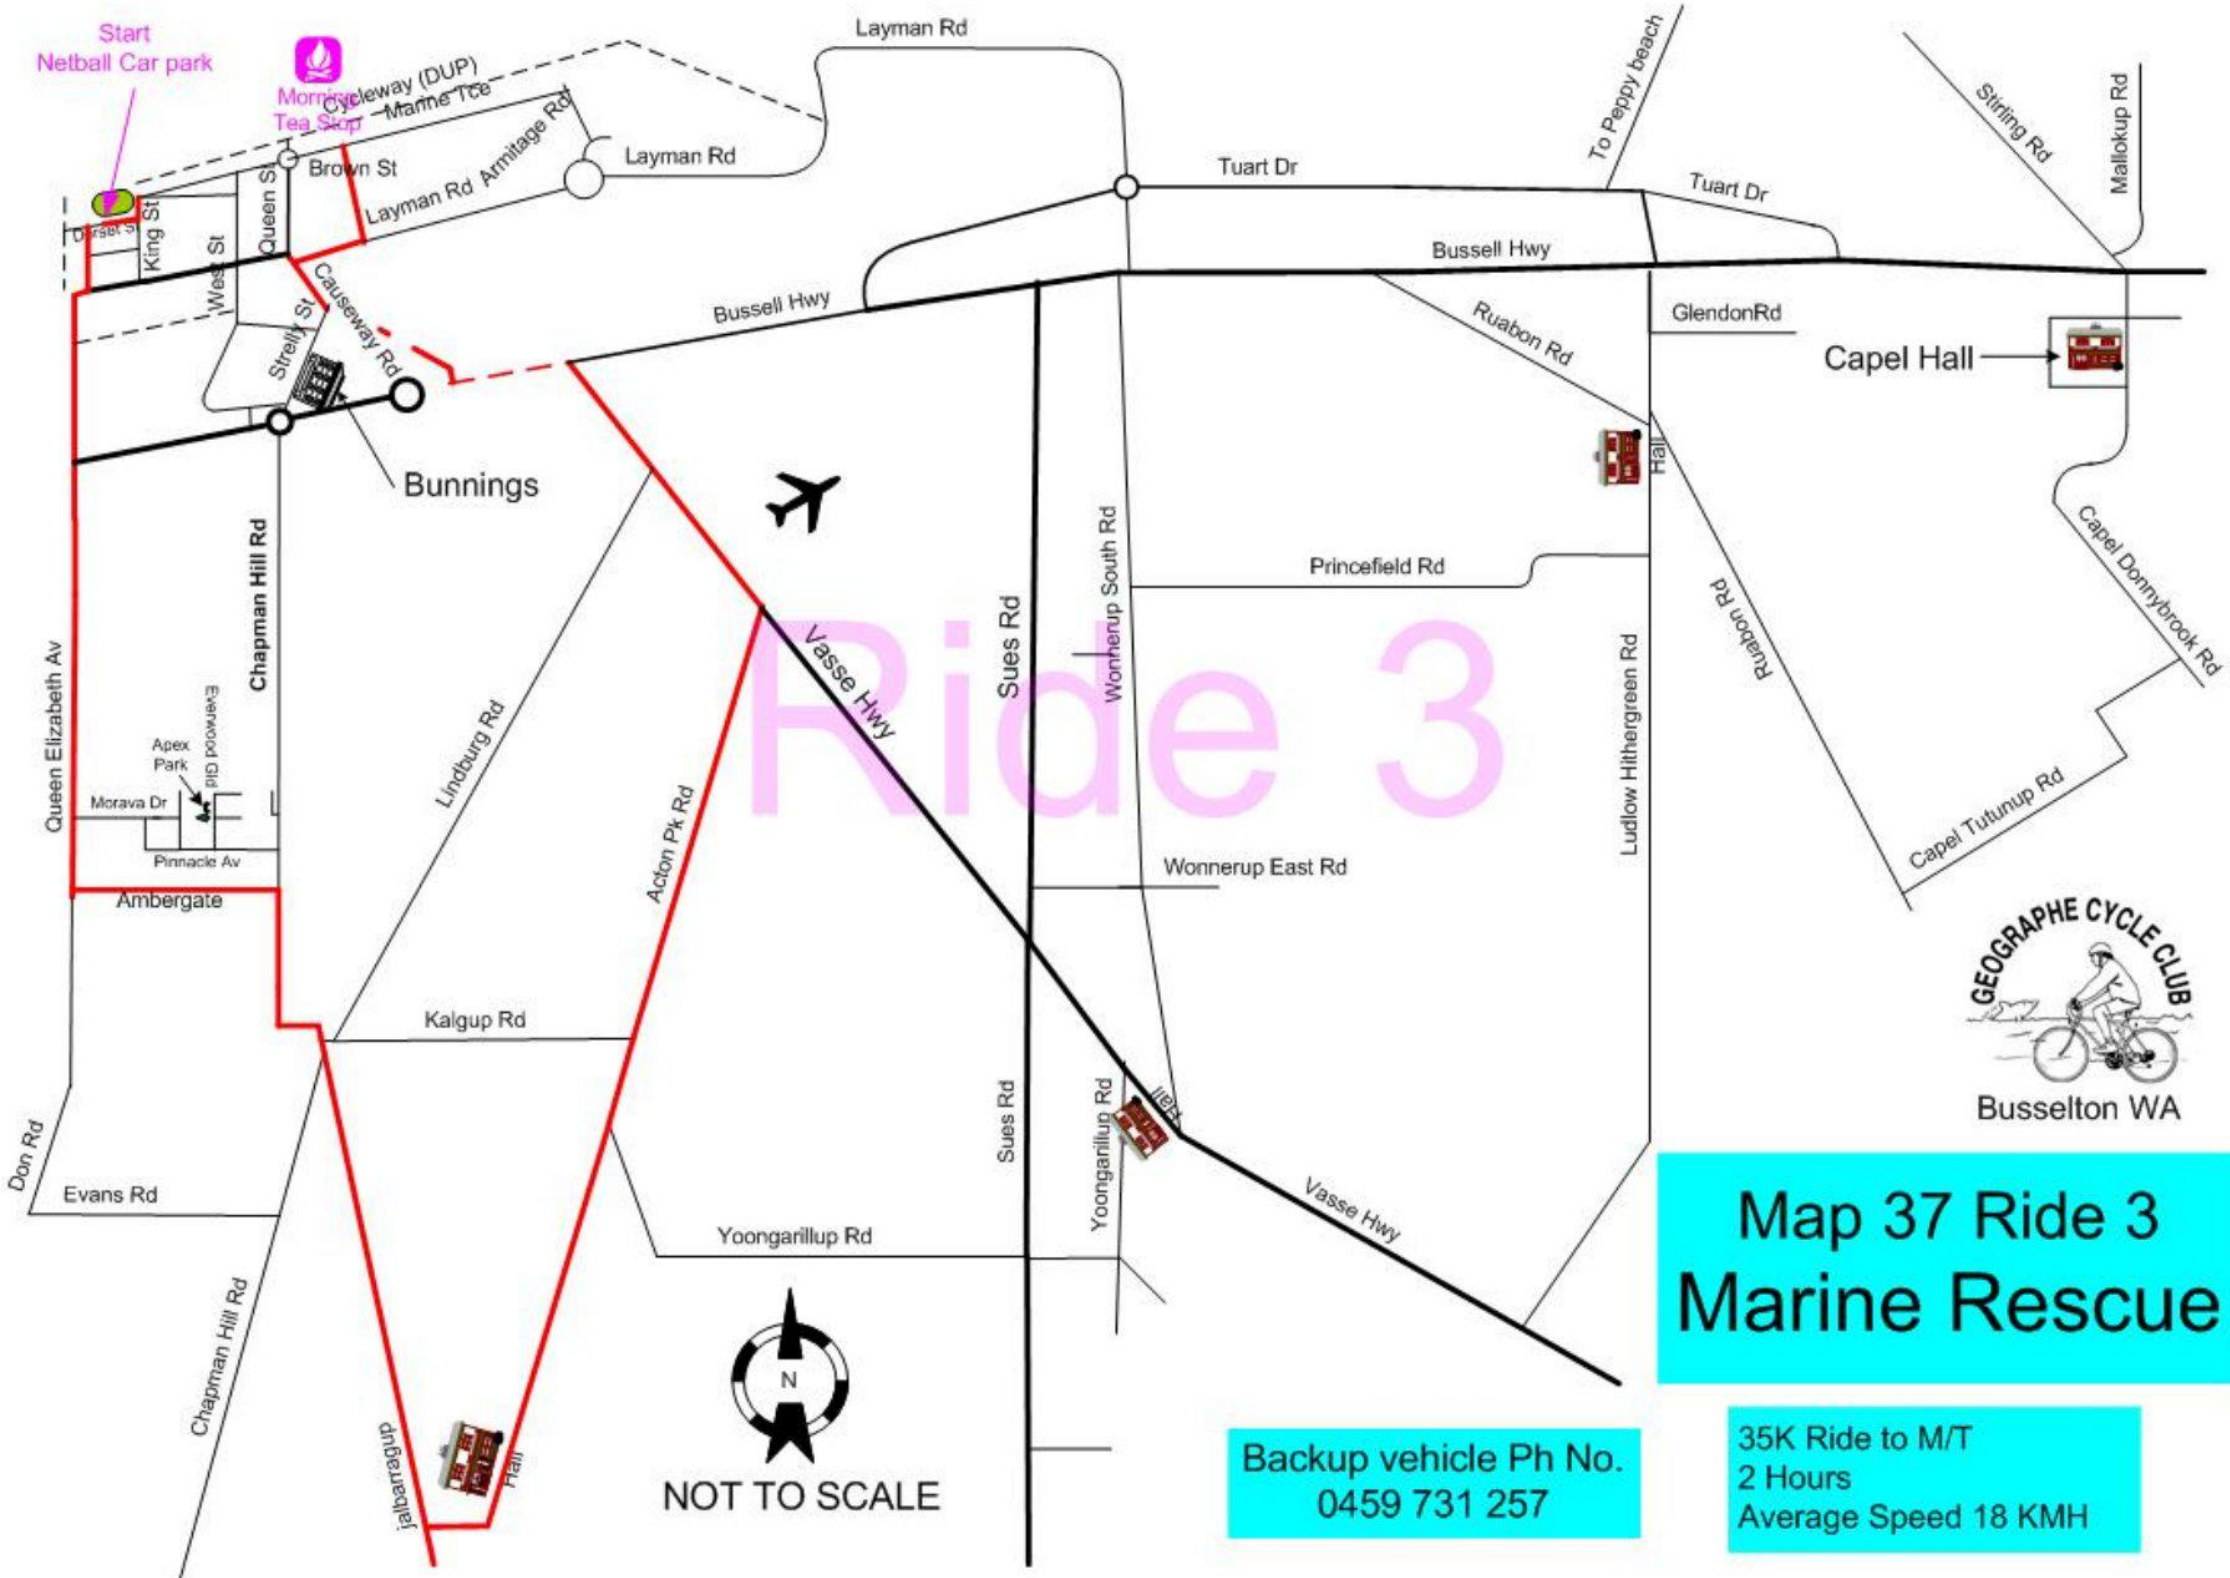 Start
Netball Car park
Morning
Tea Stop
Cycleway (DUP)
Marine Tce
Layman Rd
Armitage Rd
Brown St
Layman Rd
Layman Rd
Queen St
King St
West St
Dorset St
Strelly St
Causeway Rd
Bussell Hwy
Tuart Dr
To Peppy beach
Tuart Dr
Bussell Hwy
Stirling Rd
Mallokup Rd
Ruabon Rd
GlendonRd
Capel Hall
Hall
Bunnings
Chapman Hill Rd
Queen Elizabeth Av
Lindburg Rd
Vasse Hwy
Sues Rd
Wonnerup South Rd
Princefield Rd
Ludlow Hithergreen Rd
Ruabon Rd
Capel Donnybrook Rd
Capel Tutunup Rd
Ride 3
Everwood Gld
Apex
Park
Morava Dr
Pinnacle Av
Ambergate
Acton Pk Rd
Wonnerup East Rd
Kalgup Rd
Don Rd
Evans Rd
Chapman Hill Rd
jalbarragup
Hall
Yoongarillup Rd
Sues Rd
Yoongarillup Rd
Hall
Vasse Hwy
N
NOT TO SCALE
GEOGRAPHE CYCLE CLUB
Busselton WA
Map 37 Ride 3
Marine Rescue
Backup vehicle Ph No.
0459 731 257
35K Ride to M/T
2 Hours
Average Speed 18 KMH